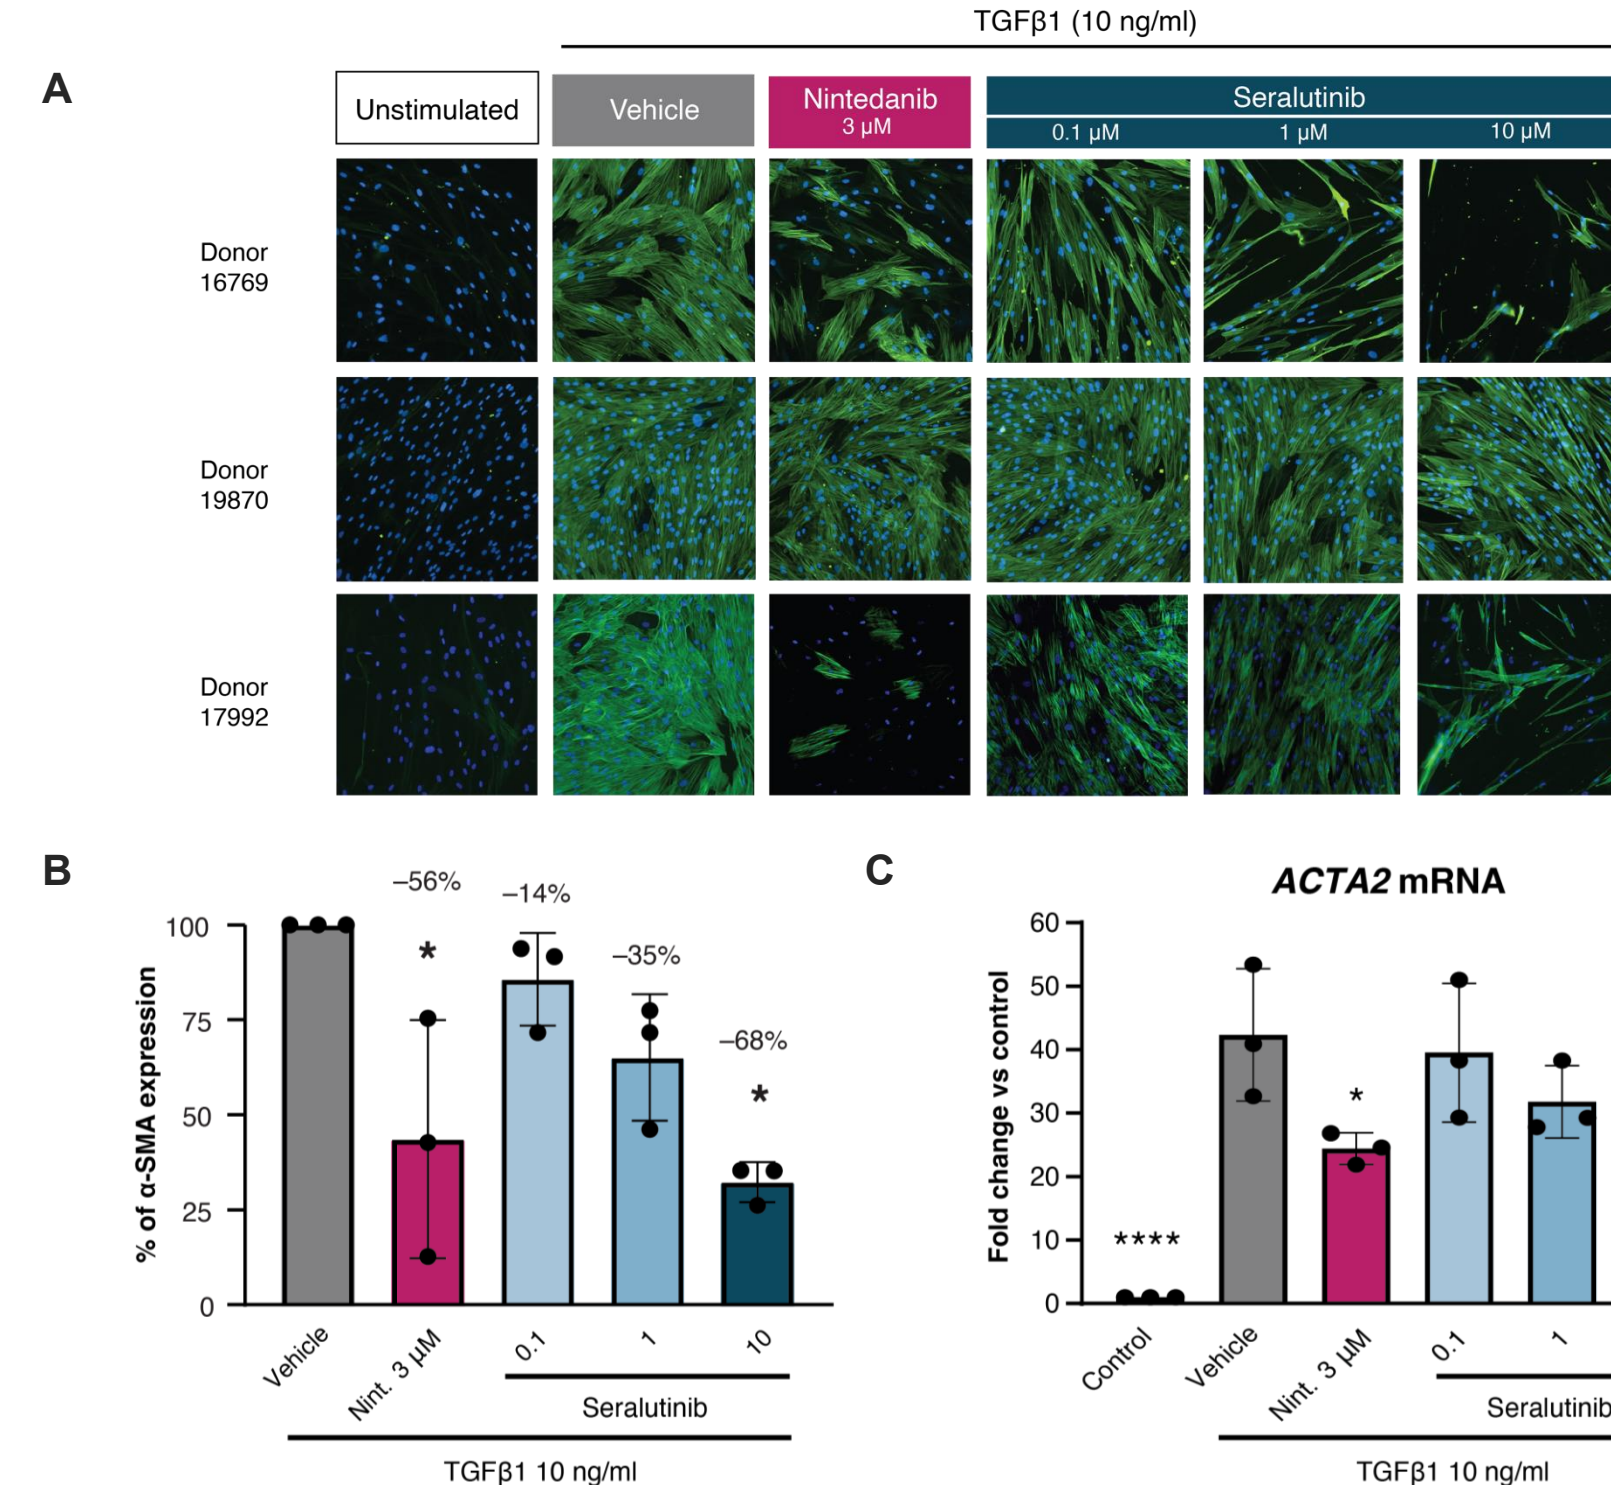 TGFβ1 (10 ng/ml)
A
Unstimulated
Vehicle
Nintedanib
3 µM
Seralutinib
0.1 µM
1 µM
10 µM
Donor
16769
Donor
19870
Donor
17992
B
% of α-SMA expression
100
75
50
25
0
–56%
*
–14%
–35%
–68%
*
Vehicle
Nint. 3 µM
0.1
1
10
Seralutinib
TGFβ1 10 ng/ml
C
ACTA2 mRNA
Fold change vs control
60
50
40
30
20
10
0
****
*
Control
Vehicle
Nint. 3 µM
0.1
1
Seralutinib
TGFβ1 10 ng/ml